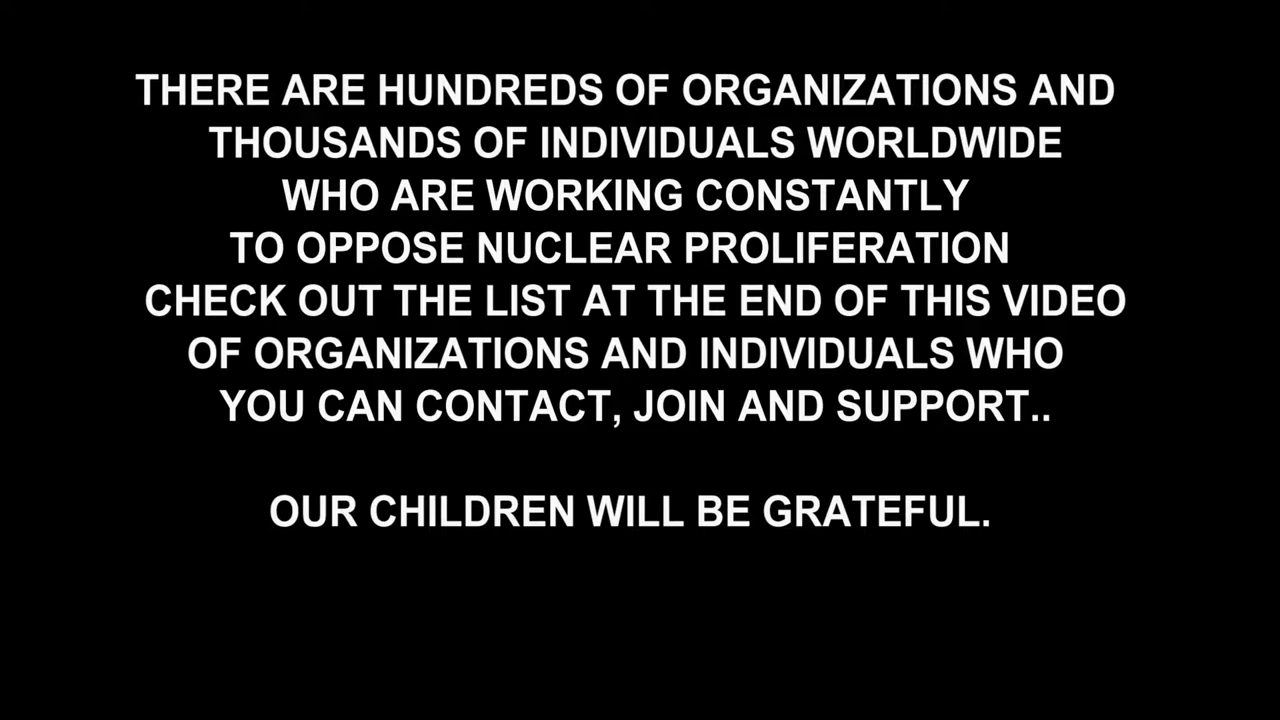 THERE ARE HUNDREDS OF ORGANIZATIONS AND
THOUSANDS OF INDIVIDUALS WORLDWIDE
WHO ARE WORKING CONSTANTLY
TO OPPOSE NUCLEAR PROLIFERATION
CHECK OUT THE LIST AT THE END OF THIS VIDEO
OF ORGANIZATIONS AND INDIVIDUALS WHO
YOU CAN CONTACT, JOIN AND SUPPORT..
OUR CHILDREN WILL BE GRATEFUL.